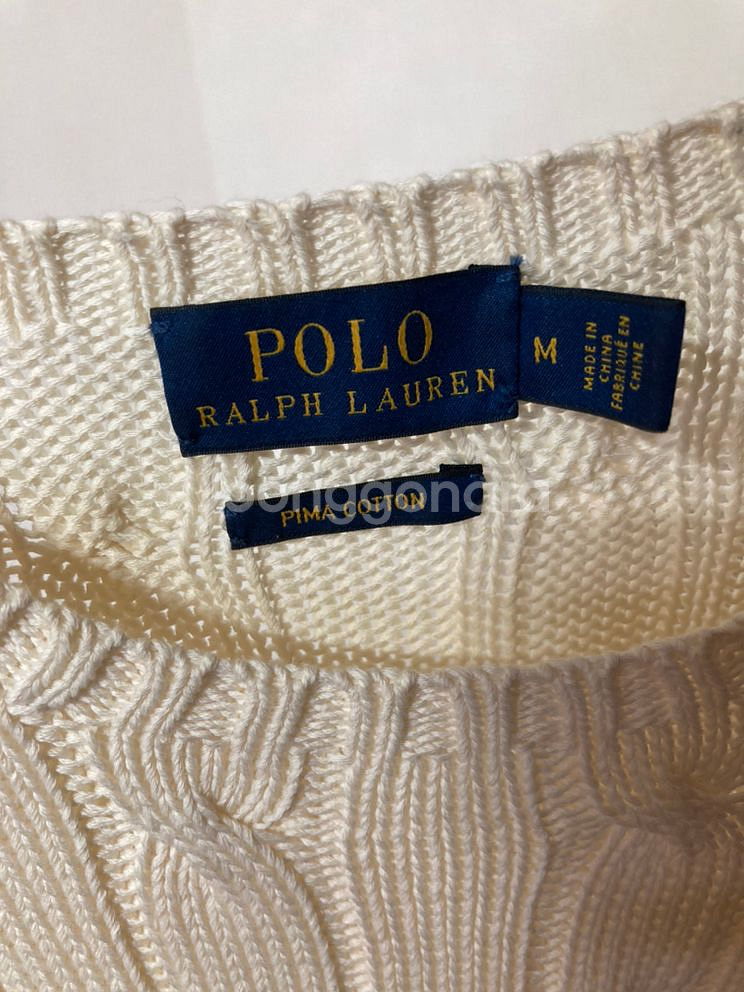 POLO
RALPH LAUREN
M
MADE IN
CHINA
FABRIQUÉ EN
CHINE
PIMA COTTON